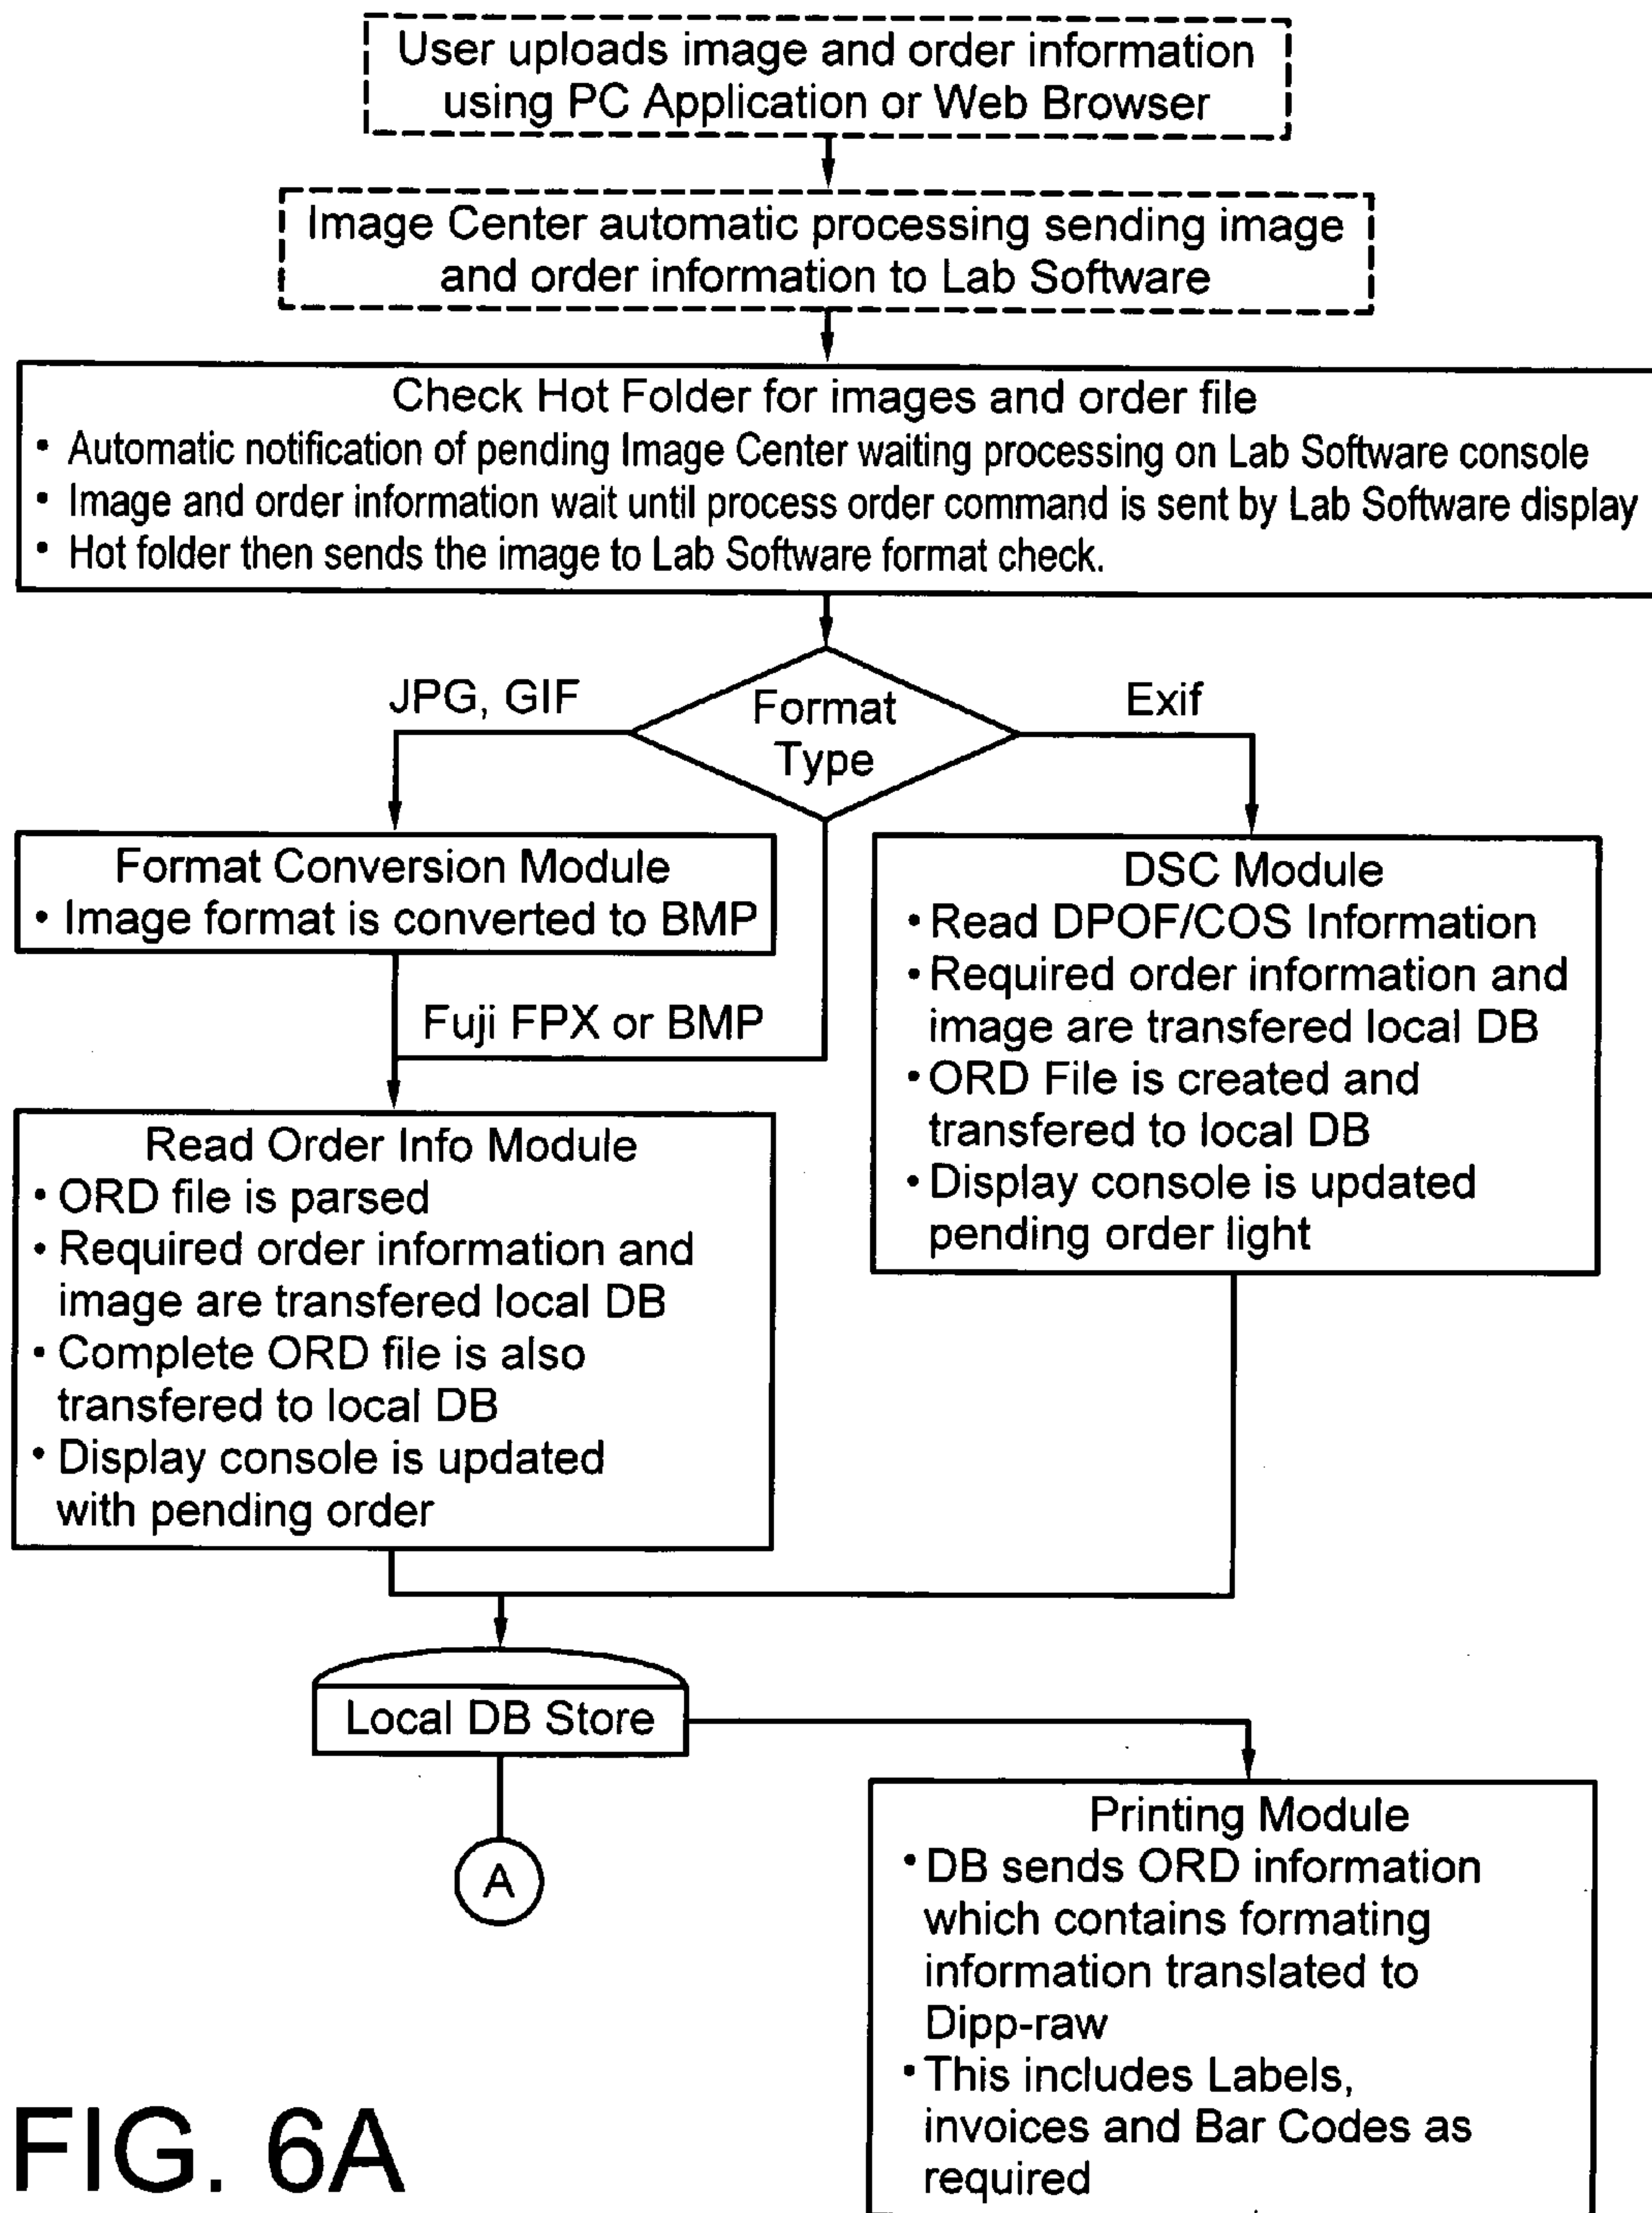 User uploads image and order information
using PC Application or Web Browser
Image Center automatic processing sending image
and order information to Lab Software
Check Hot Folder for images and order file
• Automatic notification of pending Image Center waiting processing on Lab Software console
• Image and order information wait until process order command is sent by Lab Software display
• Hot folder then sends the image to Lab Software format check.
Format
Type
JPG, GIF
Exif
Format Conversion Module
• Image format is converted to BMP
Fuji FPX or BMP
DSC Module
• Read DPOF/COS Information
• Required order information and
image are transfered local DB
• ORD File is created and
transfered to local DB
• Display console is updated
pending order light
Read Order Info Module
• ORD file is parsed
• Required order information and
image are transfered local DB
• Complete ORD file is also
transfered to local DB
• Display console is updated
with pending order
Local DB Store
A
Printing Module
• DB sends ORD information
which contains formating
information translated to
Dipp-raw
• This includes Labels,
invoices and Bar Codes as
required
FIG. 6A